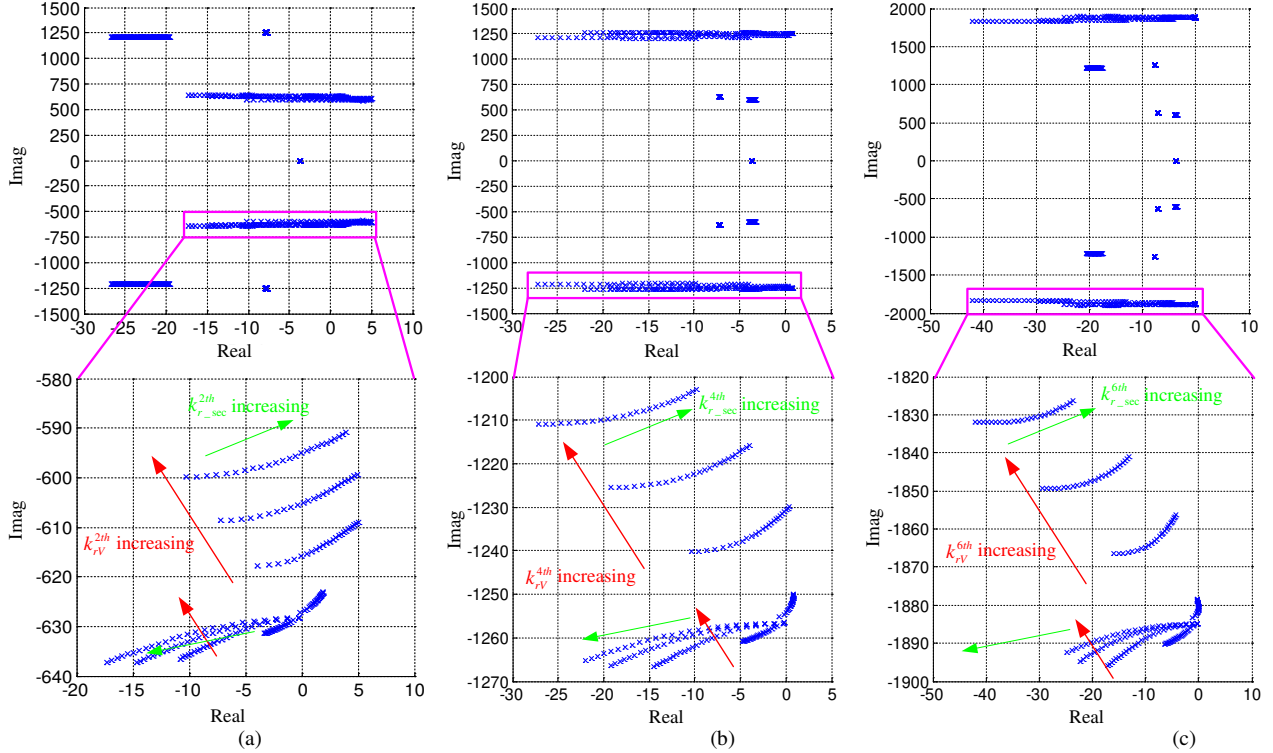 1500
1250
1000
750
500
250
0
-250
-500
-750
-1000
-1250
-1500
Imag
-30 -25 -20 -15 -10 -5 0 5 10
Real
1500
1250
1000
750
500
250
0
-250
-500
-750
-1000
-1250
-1500
Imag
-30 -25 -20 -15 -10 -5 0 5 10
Real
2000
1500
1000
500
0
-500
-1000
-1500
-2000
Imag
-50 -40 -30 -20 -10 0 10
Real
-580
-590
-600
-610
-620
-630
-640
Imag
k_{r_sec}^{2th} increasing
k_{rV}^{2th} increasing
-20 -15 -10 -5 0 5 10
Real
(a)
-1200
-1210
-1220
-1230
-1240
-1250
-1260
-1270
Imag
k_{r_sec}^{4th} increasing
k_{rV}^{4th} increasing
-30 -25 -20 -15 -10 -5 0 5
Real
(b)
-1820
-1830
-1840
-1850
-1860
-1870
-1880
-1890
-1900
Imag
k_{r_sec}^{6th} increasing
k_{rV}^{6th} increasing
-50 -40 -30 -20 -10 0 10
Real
(c)